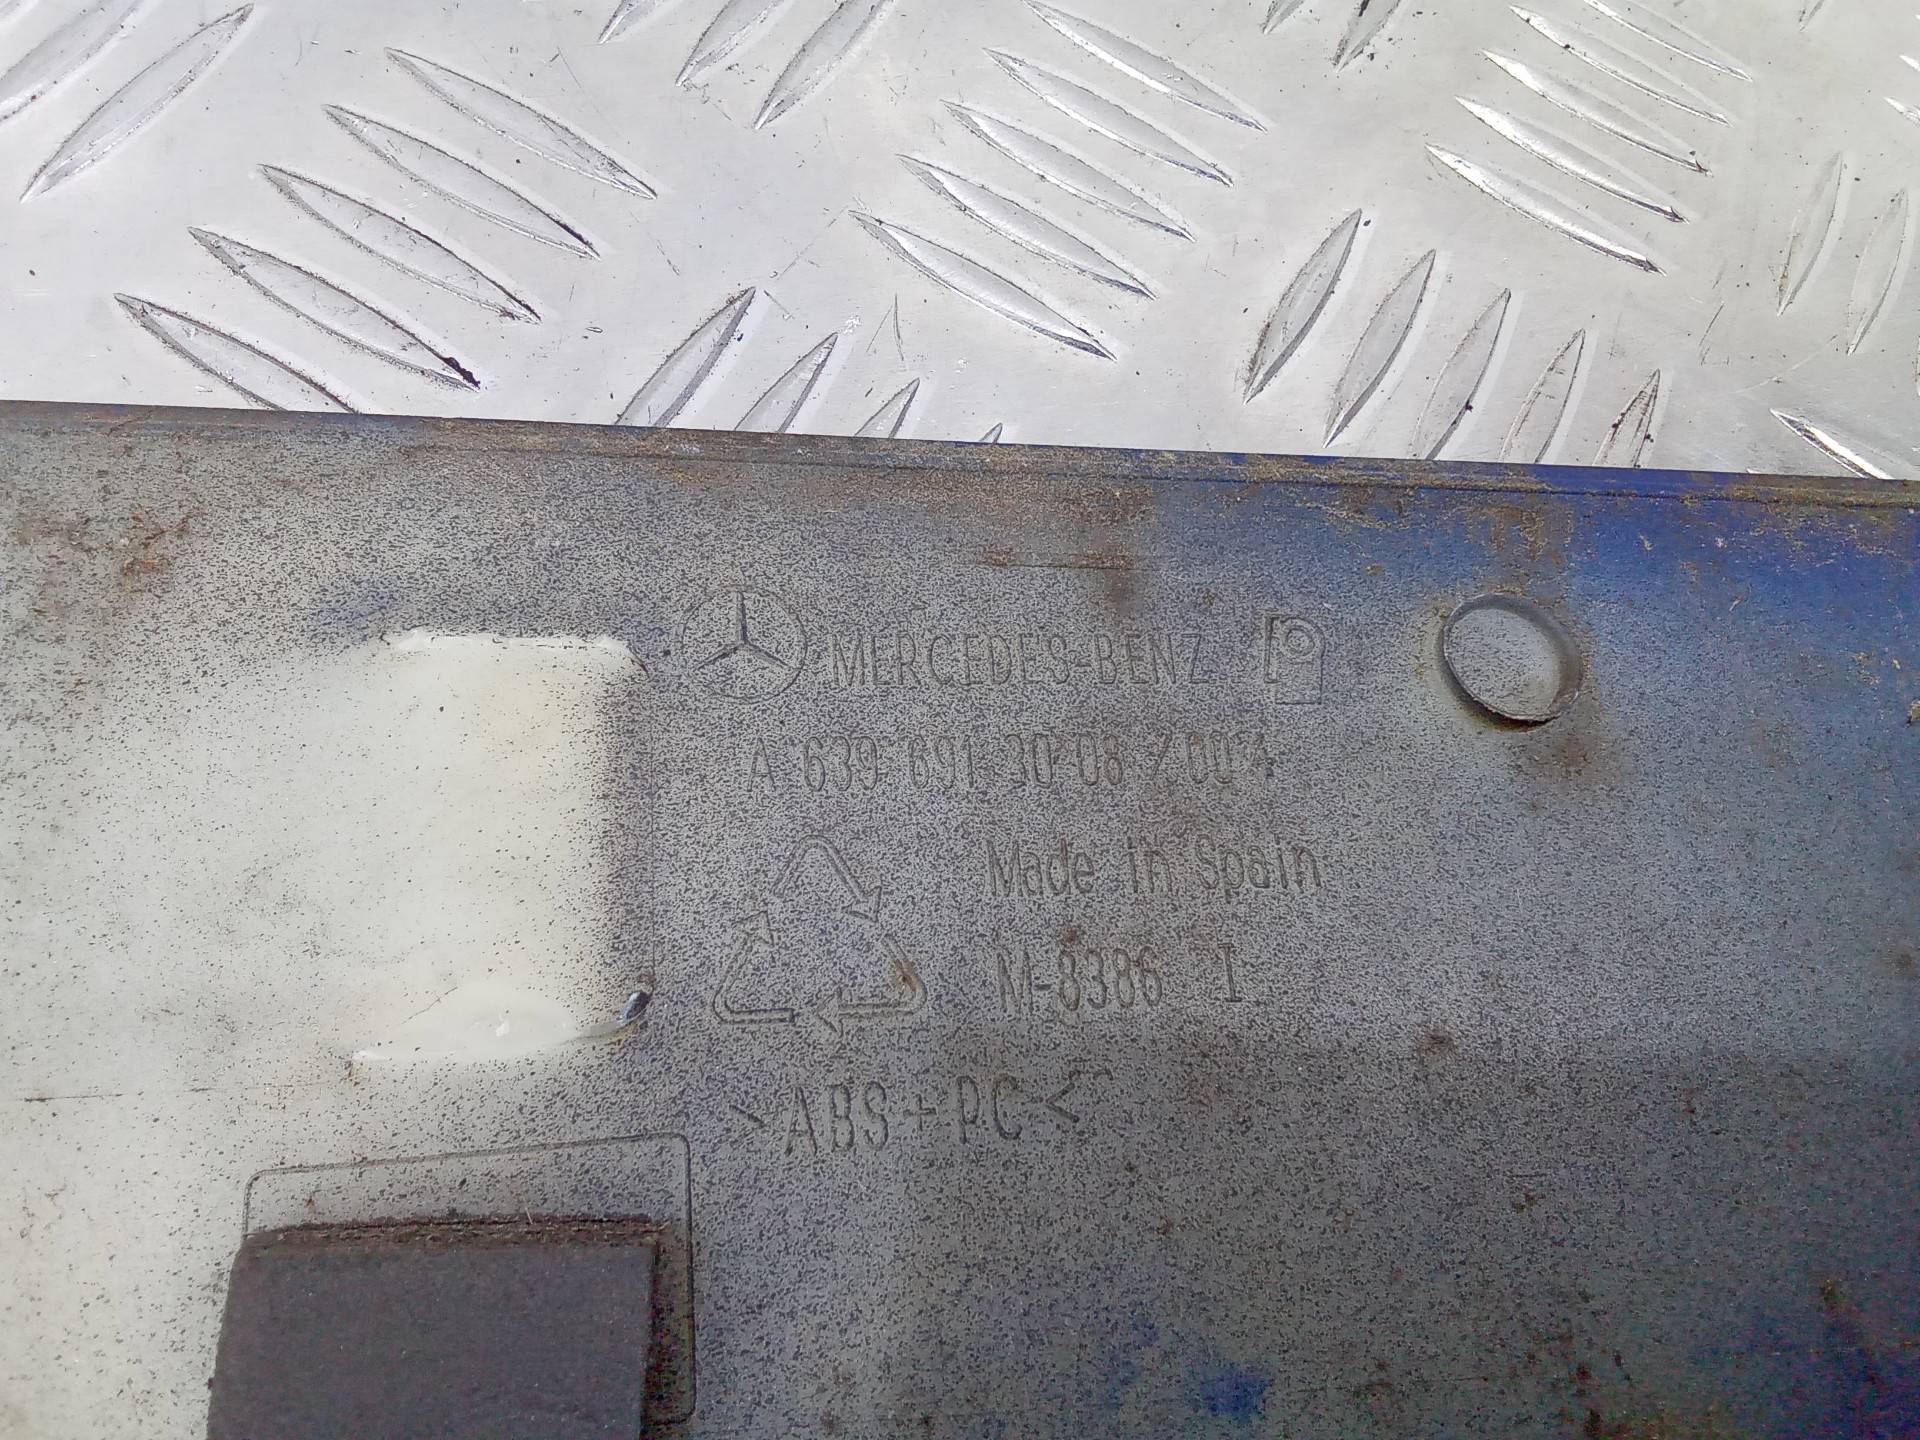 MERCEDES-BENZ
A 639 691 30 08 Z 004
Made in Spain
M-8386 I
>ABS+PC<